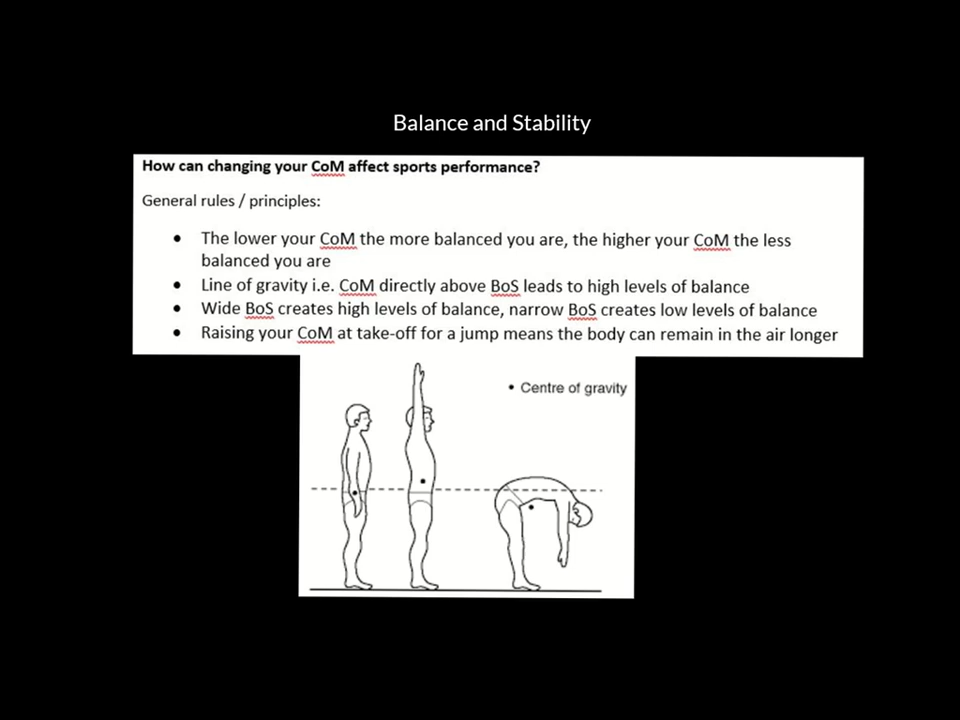 Balance and Stability
How can changing your CoM affect sports performance?
General rules / principles:
• The lower your CoM the more balanced you are, the higher your CoM the less
balanced you are
• Line of gravity i.e. CoM directly above BoS leads to high levels of balance
• Wide BoS creates high levels of balance, narrow BoS creates low levels of balance
• Raising your CoM at take-off for a jump means the body can remain in the air longer
• Centre of gravity